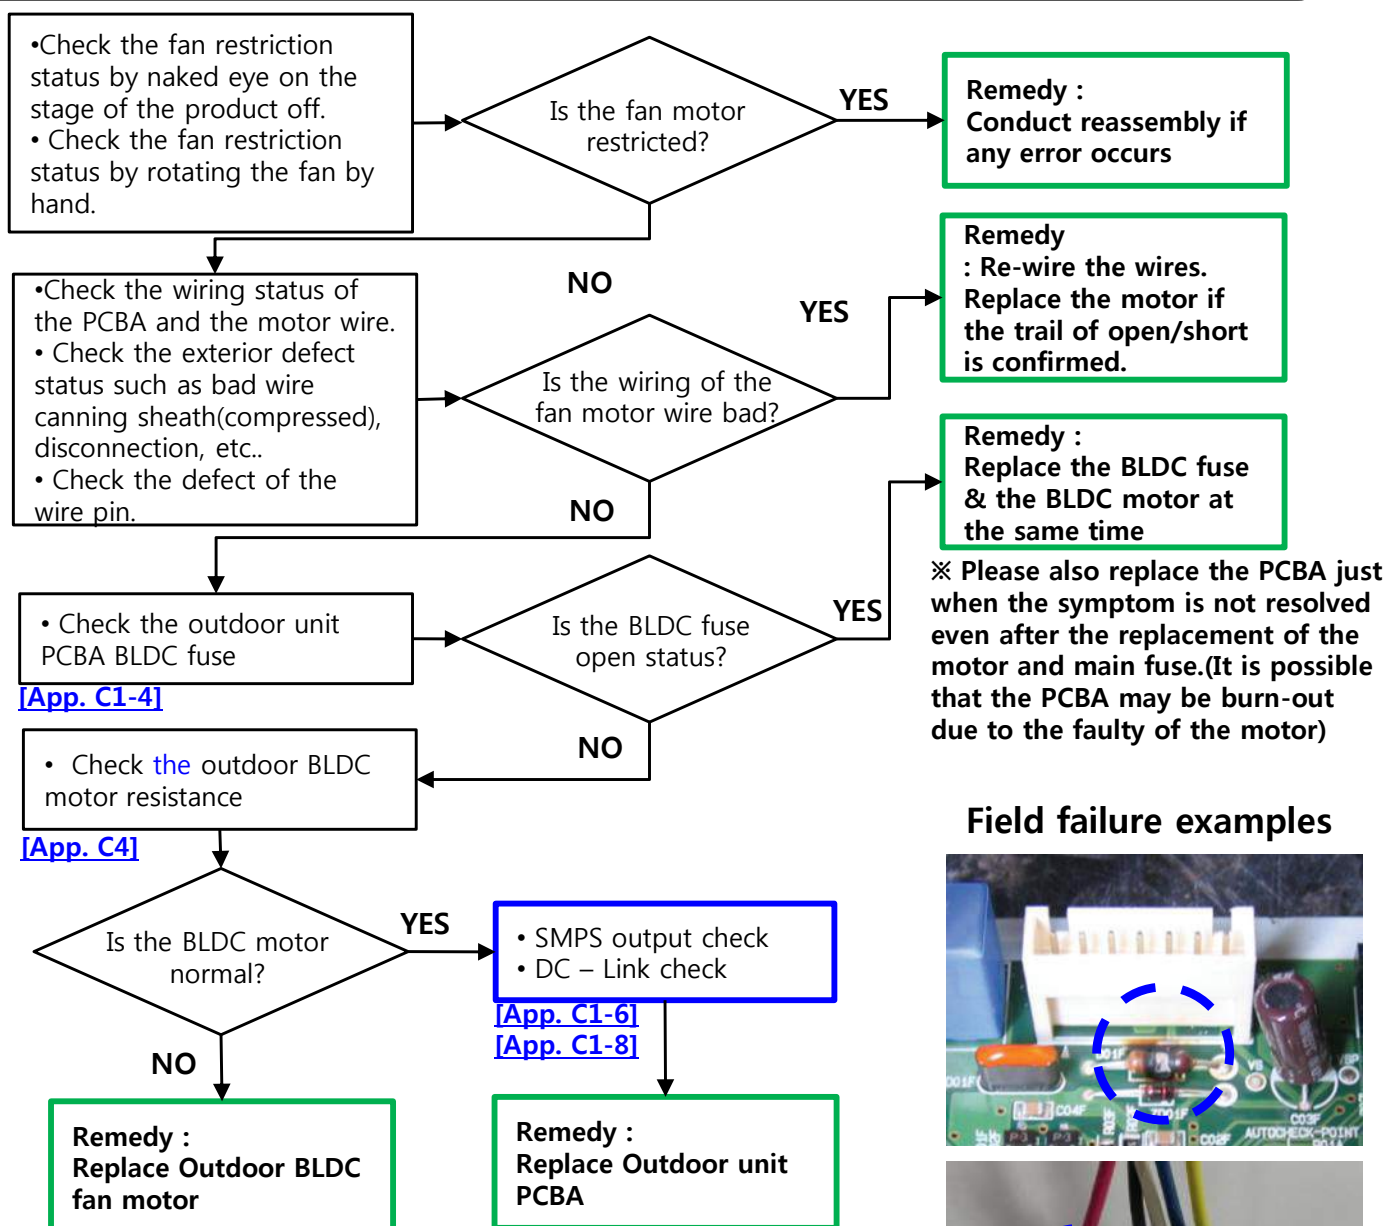 •Check the fan restriction
status by naked eye on the
stage of the product off.
• Check the fan restriction
status by rotating the fan by
hand.
Is the fan motor
restricted?
YES
Remedy :
Conduct reassembly if
any error occurs
NO
•Check the wiring status of
the PCBA and the motor wire.
• Check the exterior defect
status such as bad wire
canning sheath(compressed),
disconnection, etc..
• Check the defect of the
wire pin.
Is the wiring of the
fan motor wire bad?
YES
Remedy
: Re-wire the wires.
Replace the motor if
the trail of open/short
is confirmed.
NO
• Check the outdoor unit
PCBA BLDC fuse
[App. C1-4]
Is the BLDC fuse
open status?
YES
Remedy :
Replace the BLDC fuse
& the BLDC motor at
the same time
※ Please also replace the PCBA just
when the symptom is not resolved
even after the replacement of the
motor and main fuse.(It is possible
that the PCBA may be burn-out
due to the faulty of the motor)
NO
• Check the outdoor BLDC
motor resistance
[App. C4]
Is the BLDC motor
normal?
YES
• SMPS output check
• DC – Link check
[App. C1-6]
[App. C1-8]
NO
Remedy :
Replace Outdoor BLDC
fan motor
Remedy :
Replace Outdoor unit
PCBA
Field failure examples
VS
C04F
R03F
ZD01F
C02F
C03F
AUTOCHECK-POINT